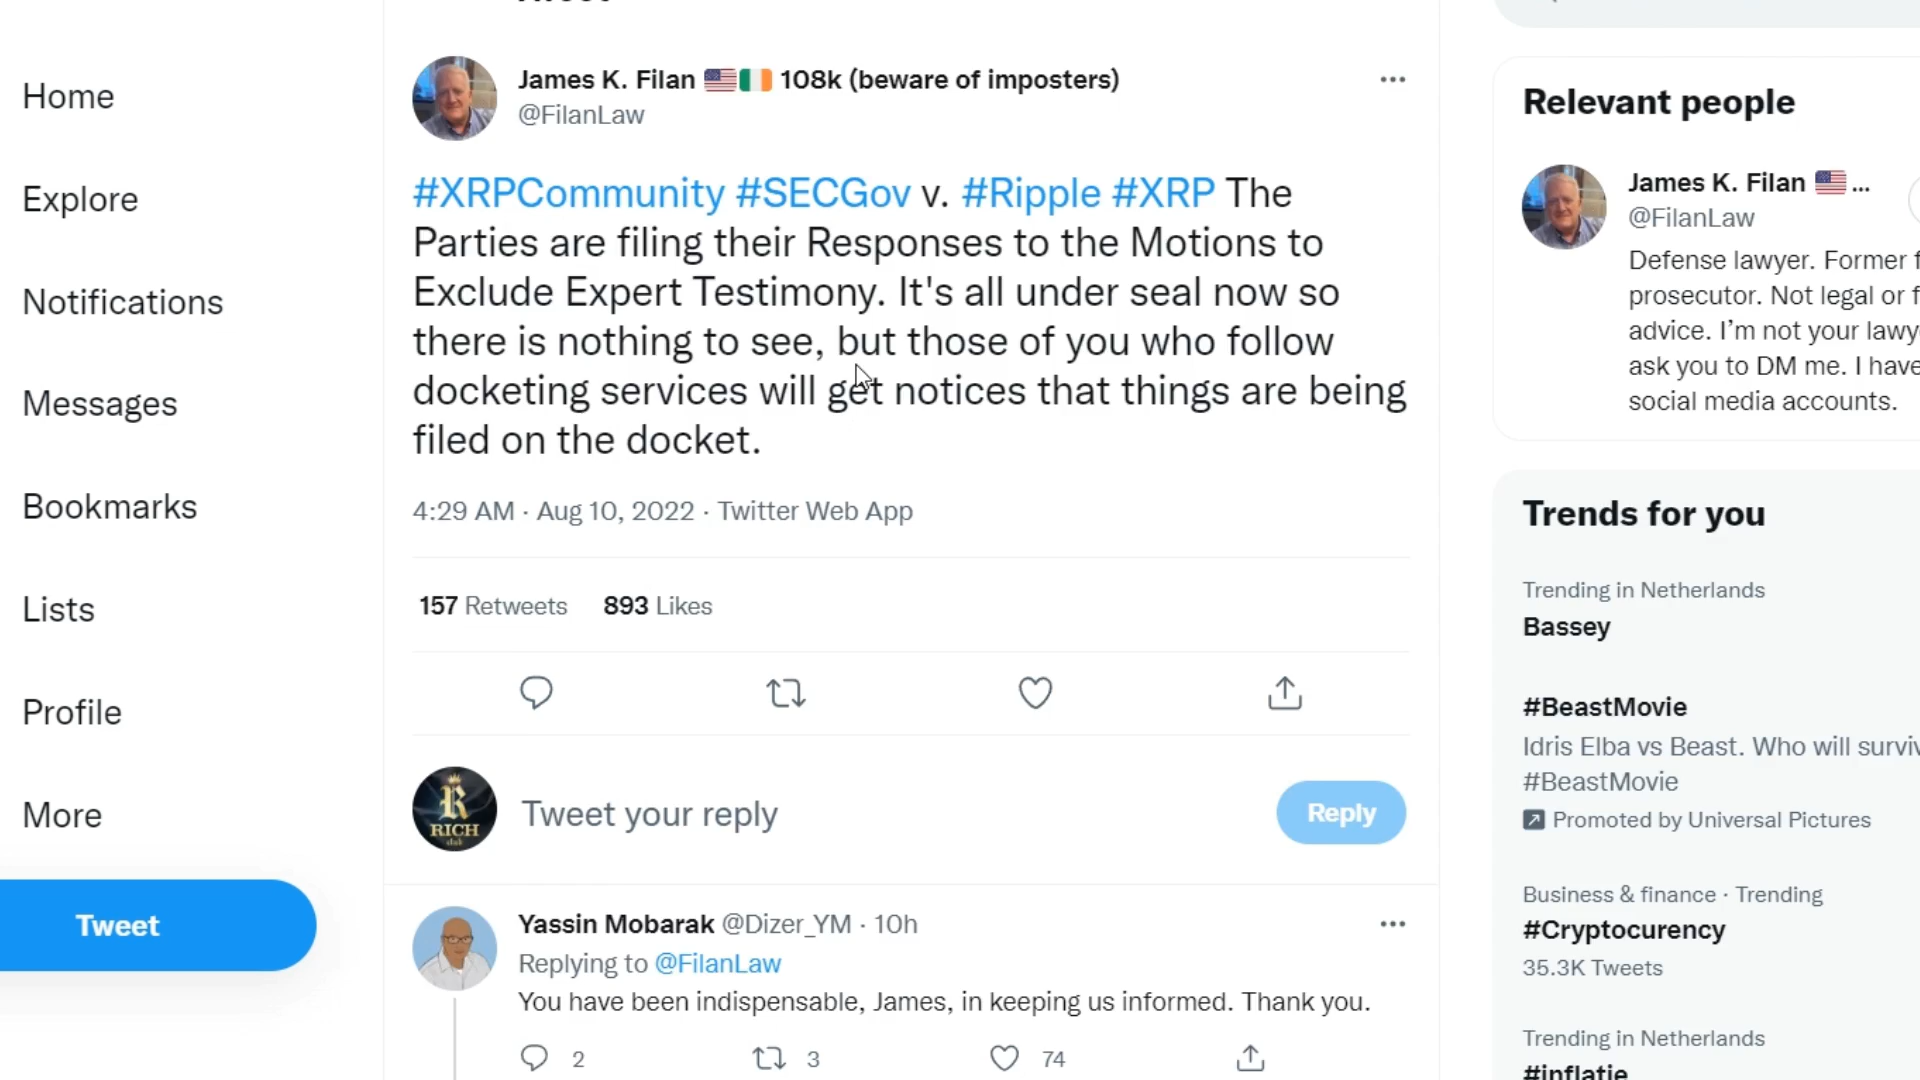 Home
Explore
Notifications
Messages
Bookmarks
Lists
Profile
More
Tweet
James K. Filan 🇺🇸🇮🇪 108k (beware of imposters)
@FilanLaw
#XRPCommunity #SECGov v. #Ripple #XRP The
Parties are filing their Responses to the Motions to
Exclude Expert Testimony. It's all under seal now so
there is nothing to see, but those of you who follow
docketing services will get notices that things are being
filed on the docket.
4:29 AM · Aug 10, 2022 · Twitter Web App
157 Retweets 893 Likes
RICH
club
Tweet your reply
Reply
Yassin Mobarak @Dizer_YM · 10h
Replying to @FilanLaw
You have been indispensable, James, in keeping us informed. Thank you.
2 3 74
Relevant people
James K. Filan 🇺🇸 ...
@FilanLaw
Defense lawyer. Former
prosecutor. Not legal or
advice. I’m not your
ask you to DM me. I have
social media accounts.
Trends for you
Trending in Netherlands
Bassey
#BeastMovie
Idris Elba vs Beast. Who will
#BeastMovie
Promoted by Universal Pictures
Business & finance · Trending
#Cryptocurency
35.3K Tweets
Trending in Netherlands
#inflatie